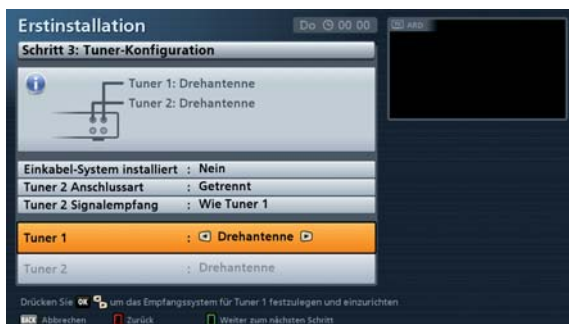 Erstinstallation
Do 00 00
ARD
Schritt 3: Tuner-Konfiguration
Tuner 1: Drehantenne
Tuner 2: Drehantenne
Einkabel-System installiert : Nein
Tuner 2 Anschlussart : Getrennt
Tuner 2 Signalempfang : Wie Tuner 1
Tuner 1 : Drehantenne
Tuner 2 : Drehantenne
Drücken Sie OK um das Empfangssystem für Tuner 1 festzulegen und einzurichten
BACK Abbrechen Zurück Weiter zum nächsten Schritt